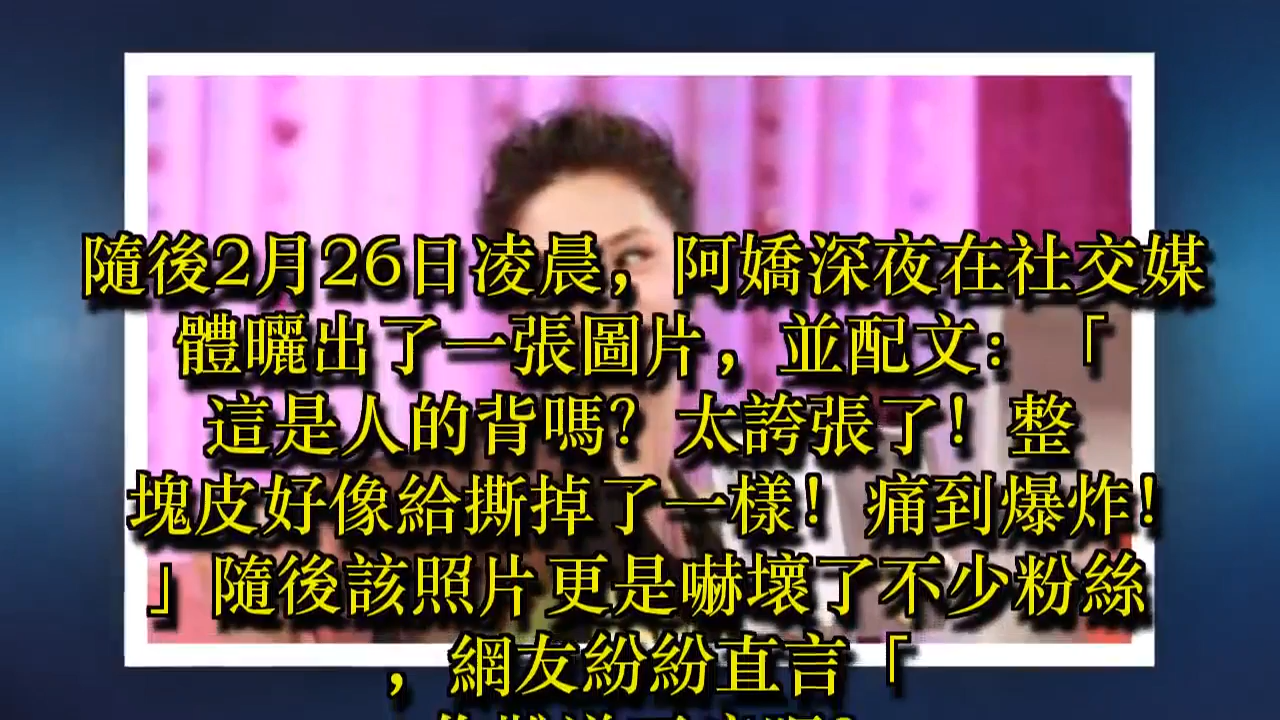 隨後2月26日凌晨，阿嬌深夜在社交媒
體曬出了一張圖片，並配文：「
這是人的背嗎？太誇張了！整
塊皮好像給撕掉了一樣！痛到爆炸！
」隨後該照片更是嚇壞了不少粉絲
，網友紛紛直言「